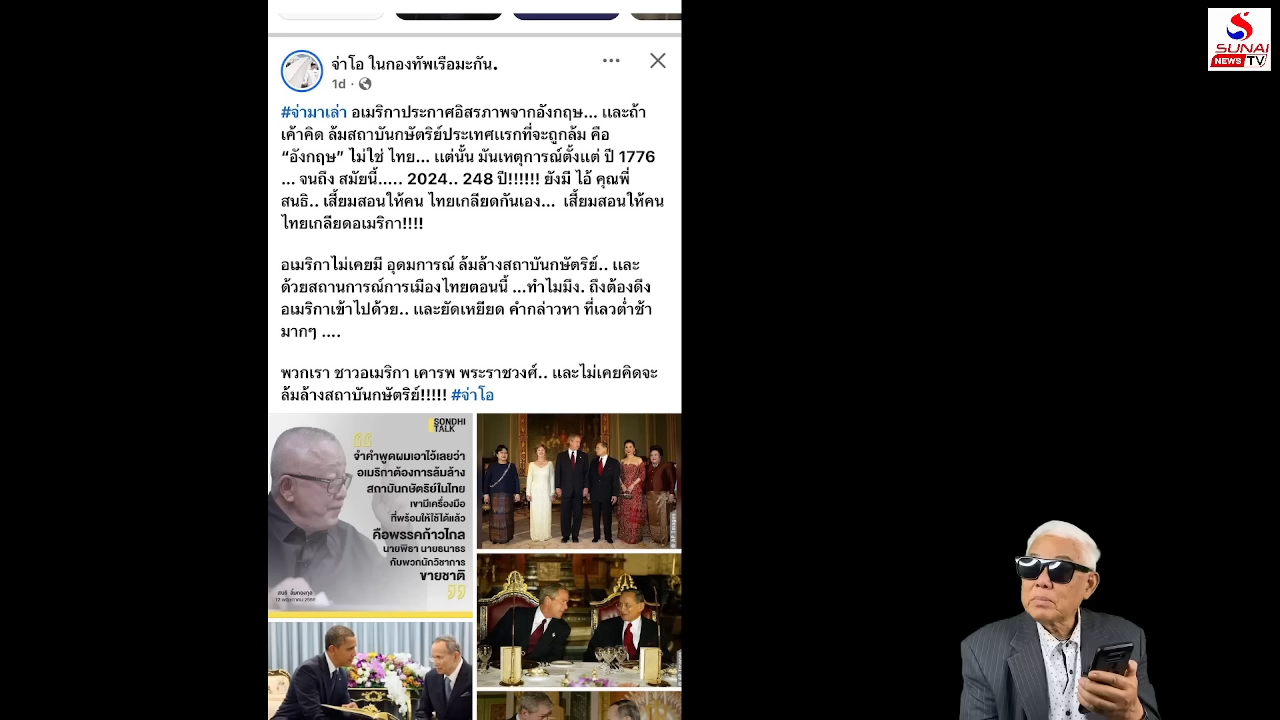 SUNAI
NEWS TV
จ่าโอ ในกองทัพเรือมะกัน.
1d ·
#จ่ามาเล่า อเมริกาประกาศอิสรภาพจากอังกฤษ... และถ้า
เค้าคิด ล้มสถาบันกษัตริย์ประเทศแรกที่จะถูกล้ม คือ
“อังกฤษ” ไม่ใช่ ไทย... แต่นั้น มันเหตุการณ์ตั้งแต่ ปี 1776
... จนถึง สมัยนี้..... 2024.. 248 ปี!!!!!! ยังมี ไอ้ คุณพี่
สนธิ.. เสี้ยมสอนให้คน ไทยเกลียดกันเอง... เสี้ยมสอนให้คน
ไทยเกลียดอเมริกา!!!!
อเมริกาไม่เคยมี อุดมการณ์ ล้มล้างสถาบันกษัตริย์.. และ
ด้วยสถานการณ์การเมืองไทยตอนนี้ ...ทำไมมึง. ถึงต้องดึง
อเมริกาเข้าไปด้วย.. และยัดเหยียด คำกล่าวหา ที่เลวต่ำช้า
มากๆ ....
พวกเรา ชาวอเมริกา เคารพ พระราชวงศ์.. และไม่เคยคิดจะ
ล้มล้างสถาบันกษัตริย์!!!!! #จ่าโอ
SONDHI
TALK
จำคำพูดผมเอาไว้เลยว่า
อเมริกาต้องการล้มล้าง
สถาบันกษัตริย์ในไทย
เขามีเครื่องมือ
ที่พร้อมให้ใช้ได้แล้ว
คือพรรคก้าวไกล
นายพิธา นายธนาธร
กับพวกนักวิชาการ
ขายชาติ
สนธิ ลิ้มทองกุล